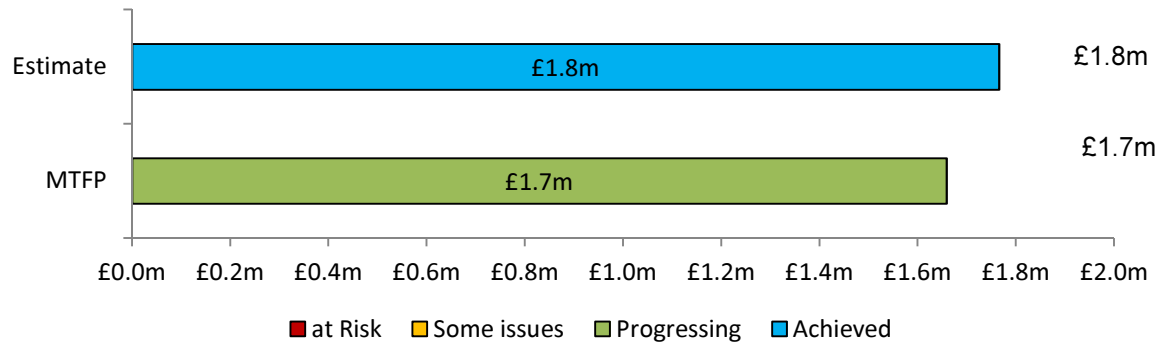 Estimate £1.8m £1.8m
MTFP £1.7m £1.7m
£0.0m £0.2m £0.4m £0.6m £0.8m £1.0m £1.2m £1.4m £1.6m £1.8m £2.0m
at Risk Some issues Progressing Achieved